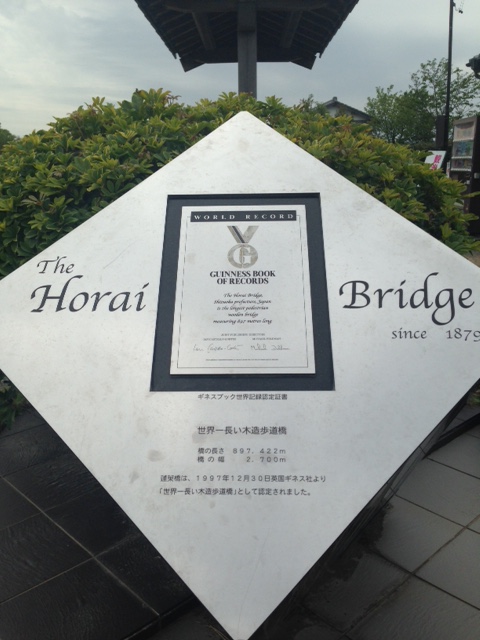 The
Horai
Bridge
since 1879
WORLD RECORD
G
GUINNESS BOOK
OF RECORDS
The Horai Bridge,
Shizuoka prefecture, Japan
is the longest pedestrian
wooden bridge
measuring 897 metres long
ギネスブック世界記録認定証書
世界一長い木造歩道橋
橋の長さ 897.422m
橋の幅 2.700m
蓬莱橋は、1997年12月30日英国ギネス社より
「世界一長い木造歩道橋」として認定されました。